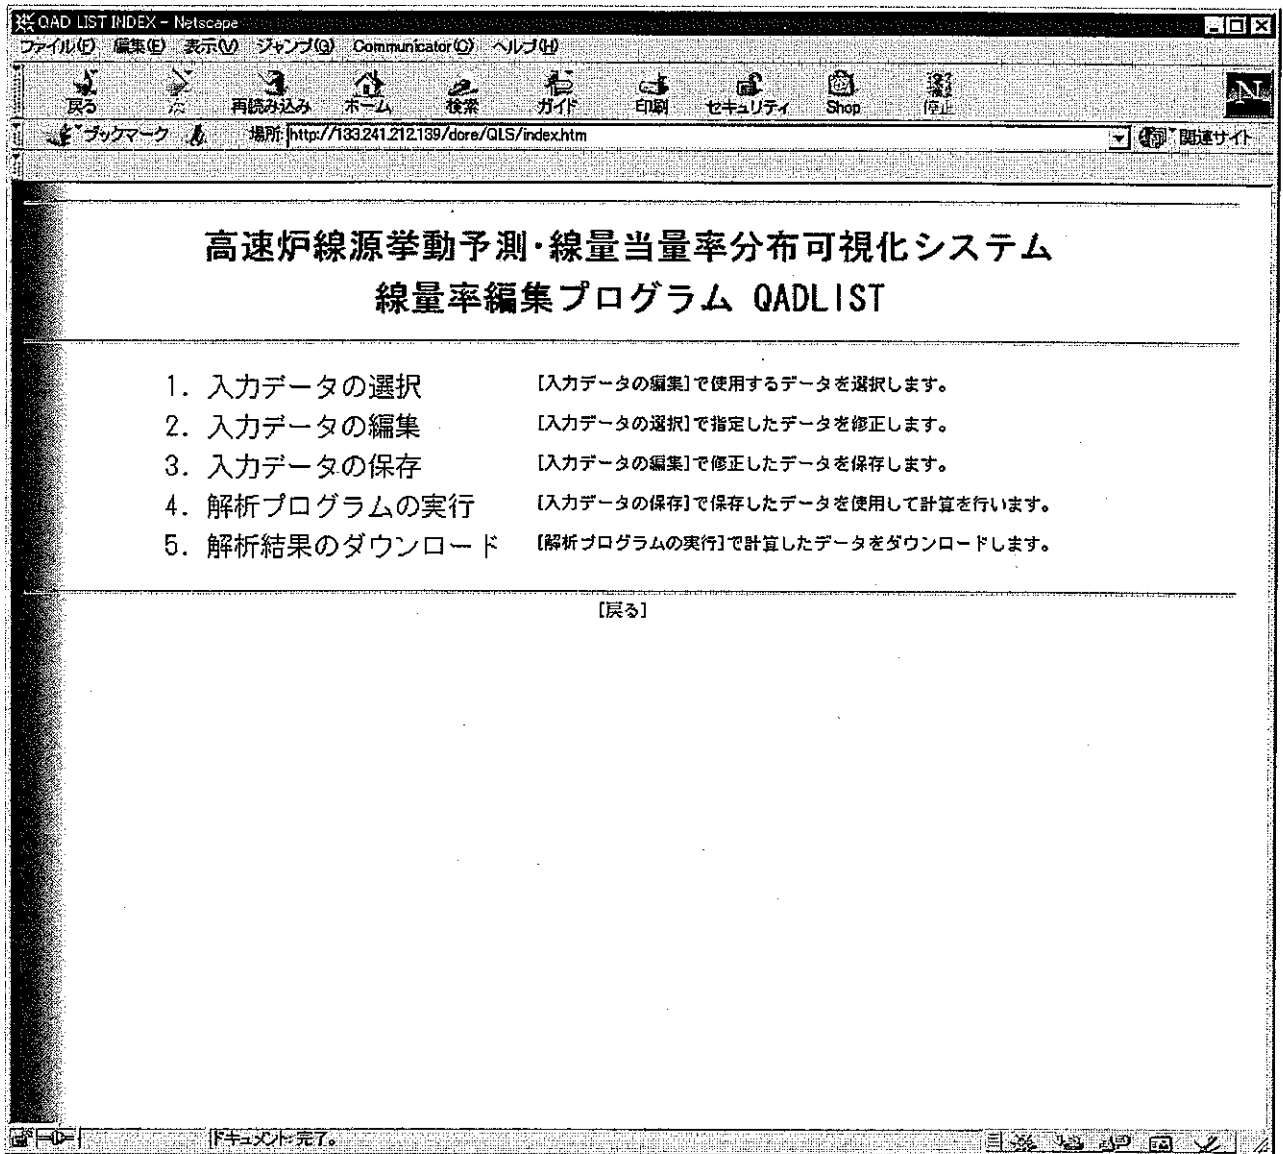 QAD LIST INDEX - Netscape
ファイル(F) 編集(E) 表示(V) ジャンプ(G) Communicator(C) ヘルプ(H)
戻る 次 再読み込み ホーム 検索 ガイド 印刷 セキュリティ Shop 停止
ブックマーク 場所: http://133.241.212.139/dore/QLS/index.htm 関連サイト
高速炉線源挙動予測・線量当量率分布可視化システム
線量率編集プログラム QADLIST
1. 入力データの選択 [入力データの編集]で使用するデータを選択します。
2. 入力データの編集 [入力データの選択]で指定したデータを修正します。
3. 入力データの保存 [入力データの編集]で修正したデータを保存します。
4. 解析プログラムの実行 [入力データの保存]で保存したデータを使用して計算を行います。
5. 解析結果のダウンロード [解析プログラムの実行]で計算したデータをダウンロードします。
[戻る]
ドキュメント: 完了。